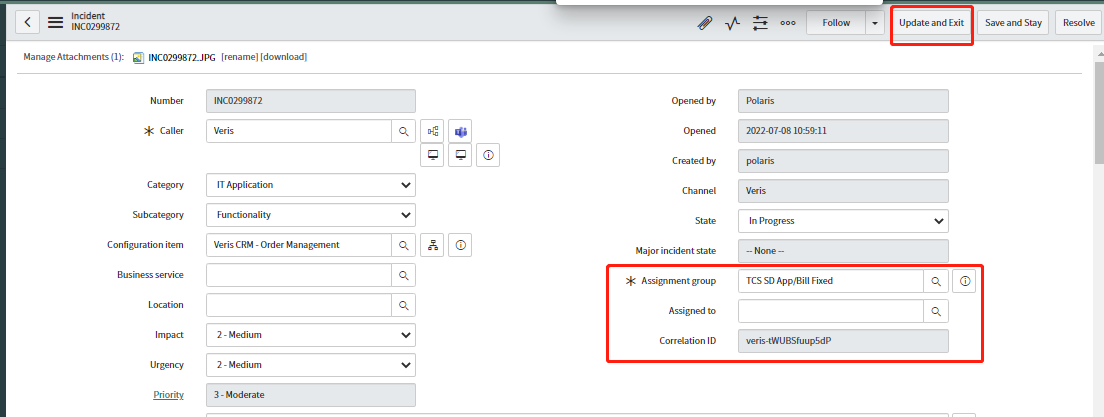 Incident
INC0299872
Follow
Update and Exit
Save and Stay
Resolve
Manage Attachments (1): INC0299872.JPG [rename] [download]
Number INC0299872
Caller Veris
Category IT Application
Subcategory Functionality
Configuration item Veris CRM - Order Management
Business service
Location
Impact 2 - Medium
Urgency 2 - Medium
Priority 3 - Moderate
Opened by Polaris
Opened 2022-07-08 10:59:11
Created by polaris
Channel Veris
State In Progress
Major incident state -- None --
Assignment group TCS SD App/Bill Fixed
Assigned to
Correlation ID veris-tWUBSfuup5dP